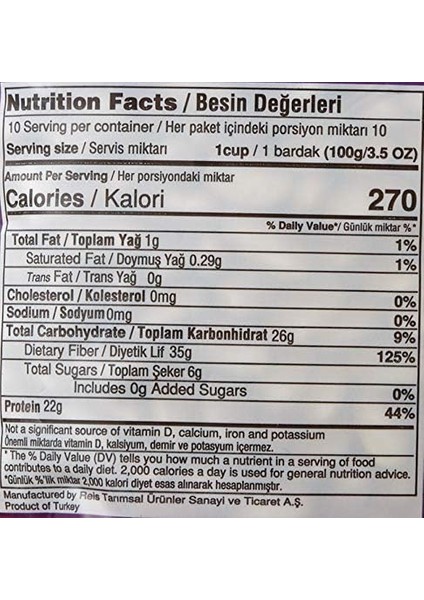 Nutrition Facts / Besin Değerleri
10 Serving per container / Her paket içindeki porsiyon miktarı 10
Serving size / Servis miktarı 1cup / 1 bardak (100g/3.5 OZ)
Amount Per Serving / Her porsiyondaki miktar
Calories / Kalori 270
% Daily Value*/ Günlük miktar %*
Total Fat / Toplam Yağ 1g 1%
Saturated Fat / Doymuş Yağ 0.29g 1%
Trans Fat / Trans Yağ 0g
Cholesterol / Kolesterol 0mg 0%
Sodium / Sodyum 0mg 0%
Total Carbohydrate / Toplam Karbonhidrat 26g 9%
Dietary Fiber / Diyetik Lif 35g 125%
Total Sugars / Toplam Şeker 6g
Includes 0g Added Sugars 0%
Protein 22g 44%
Not a significant source of vitamin D, calcium, iron and potassium
Önemli miktarda vitamin D, kalsiyum, demir ve potasyum içermez.
* The % Daily Value (DV) tells you how much a nutrient in a serving of food
contributes to a daily diet. 2,000 calories a day is used for general nutrition advice.
*Günlük %'lik miktar 2,000 kalori diyet esas alınarak hesaplanmıştır.
Manufactured by Reis Tarımsal Ürünler Sanayi ve Ticaret A.Ş.
Product of Turkey